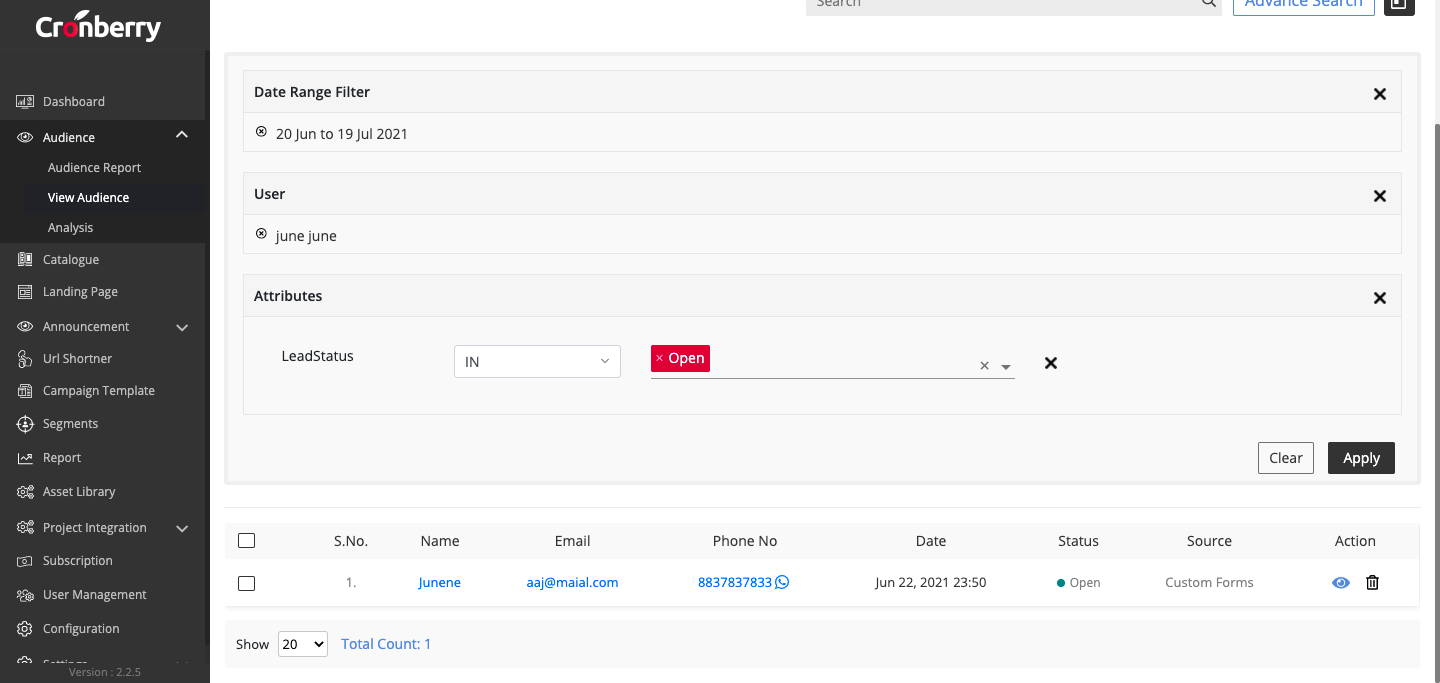 Cronberry
Search
Advance Search
Dashboard
Audience
Audience Report
View Audience
Analysis
Catalogue
Landing Page
Announcement
Url Shortner
Campaign Template
Segments
Report
Asset Library
Project Integration
Subscription
User Management
Configuration
Settings
Version : 2.2.5
Date Range Filter
20 Jun to 19 Jul 2021
User
june june
Attributes
LeadStatus IN × Open
Clear Apply
S.No. Name Email Phone No Date Status Source Action
1. Junene aaj@maial.com 8837837833 Jun 22, 2021 23:50 Open Custom Forms
Show 20 Total Count: 1